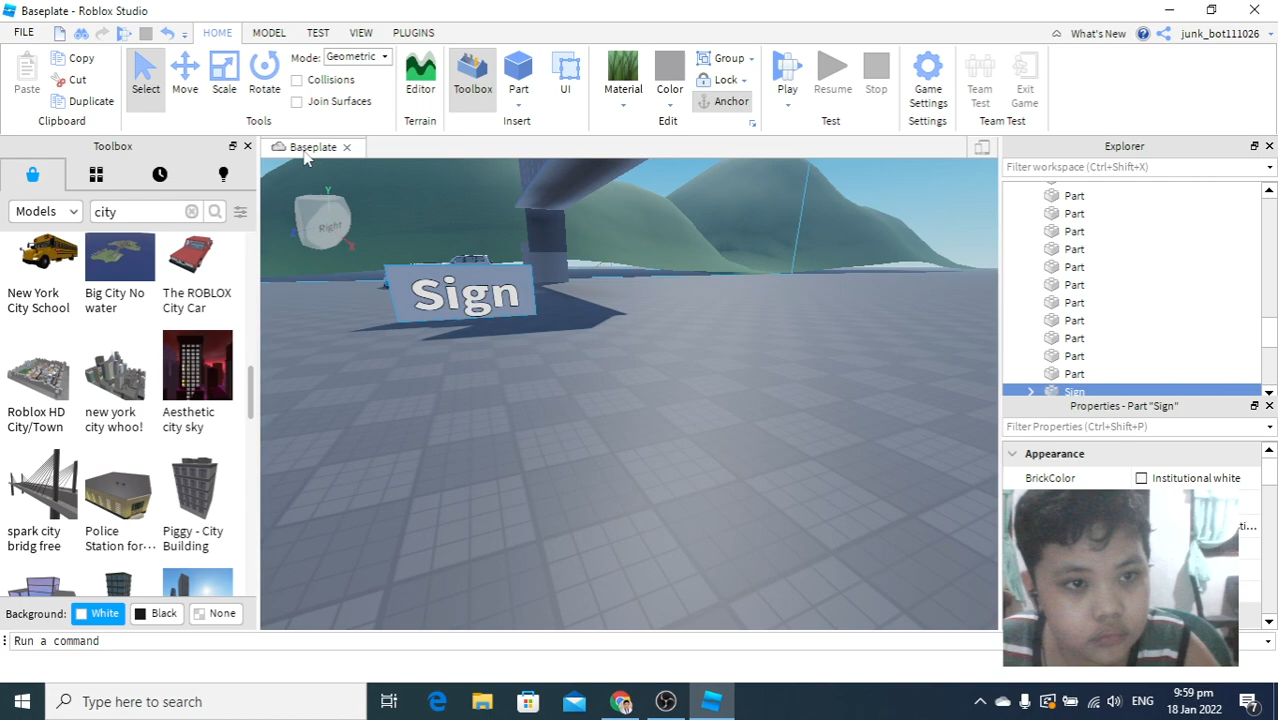 Baseplate - Roblox Studio
FILE HOME MODEL TEST VIEW PLUGINS What's New junk_bot111026
Paste Copy Cut Duplicate Clipboard
Select Move Scale Rotate Mode: Geometric Collisions Join Surfaces Tools
Editor Terrain
Toolbox Part UI Insert
Material Color Group Lock Anchor Edit
Play Resume Stop Test
Game Settings Settings
Team Test Exit Game Team Test
Toolbox
Models city
New York City School
Big City No water
The ROBLOX City Car
Roblox HD City/Town
new york city whoo!
Aesthetic city sky
spark city bridg free
Police Station for...
Piggy - City Building
Background: White Black None
Baseplate
Y
Right
Sign
Explorer
Filter workspace (Ctrl+Shift+X)
Part
Part
Part
Part
Part
Part
Part
Part
Part
Part
Part
Sign
Properties - Part "Sign"
Filter Properties (Ctrl+Shift+P)
Appearance
BrickColor Institutional white
ti...
Run a command
Type here to search
ENG
9:59 pm
18 Jan 2022
7